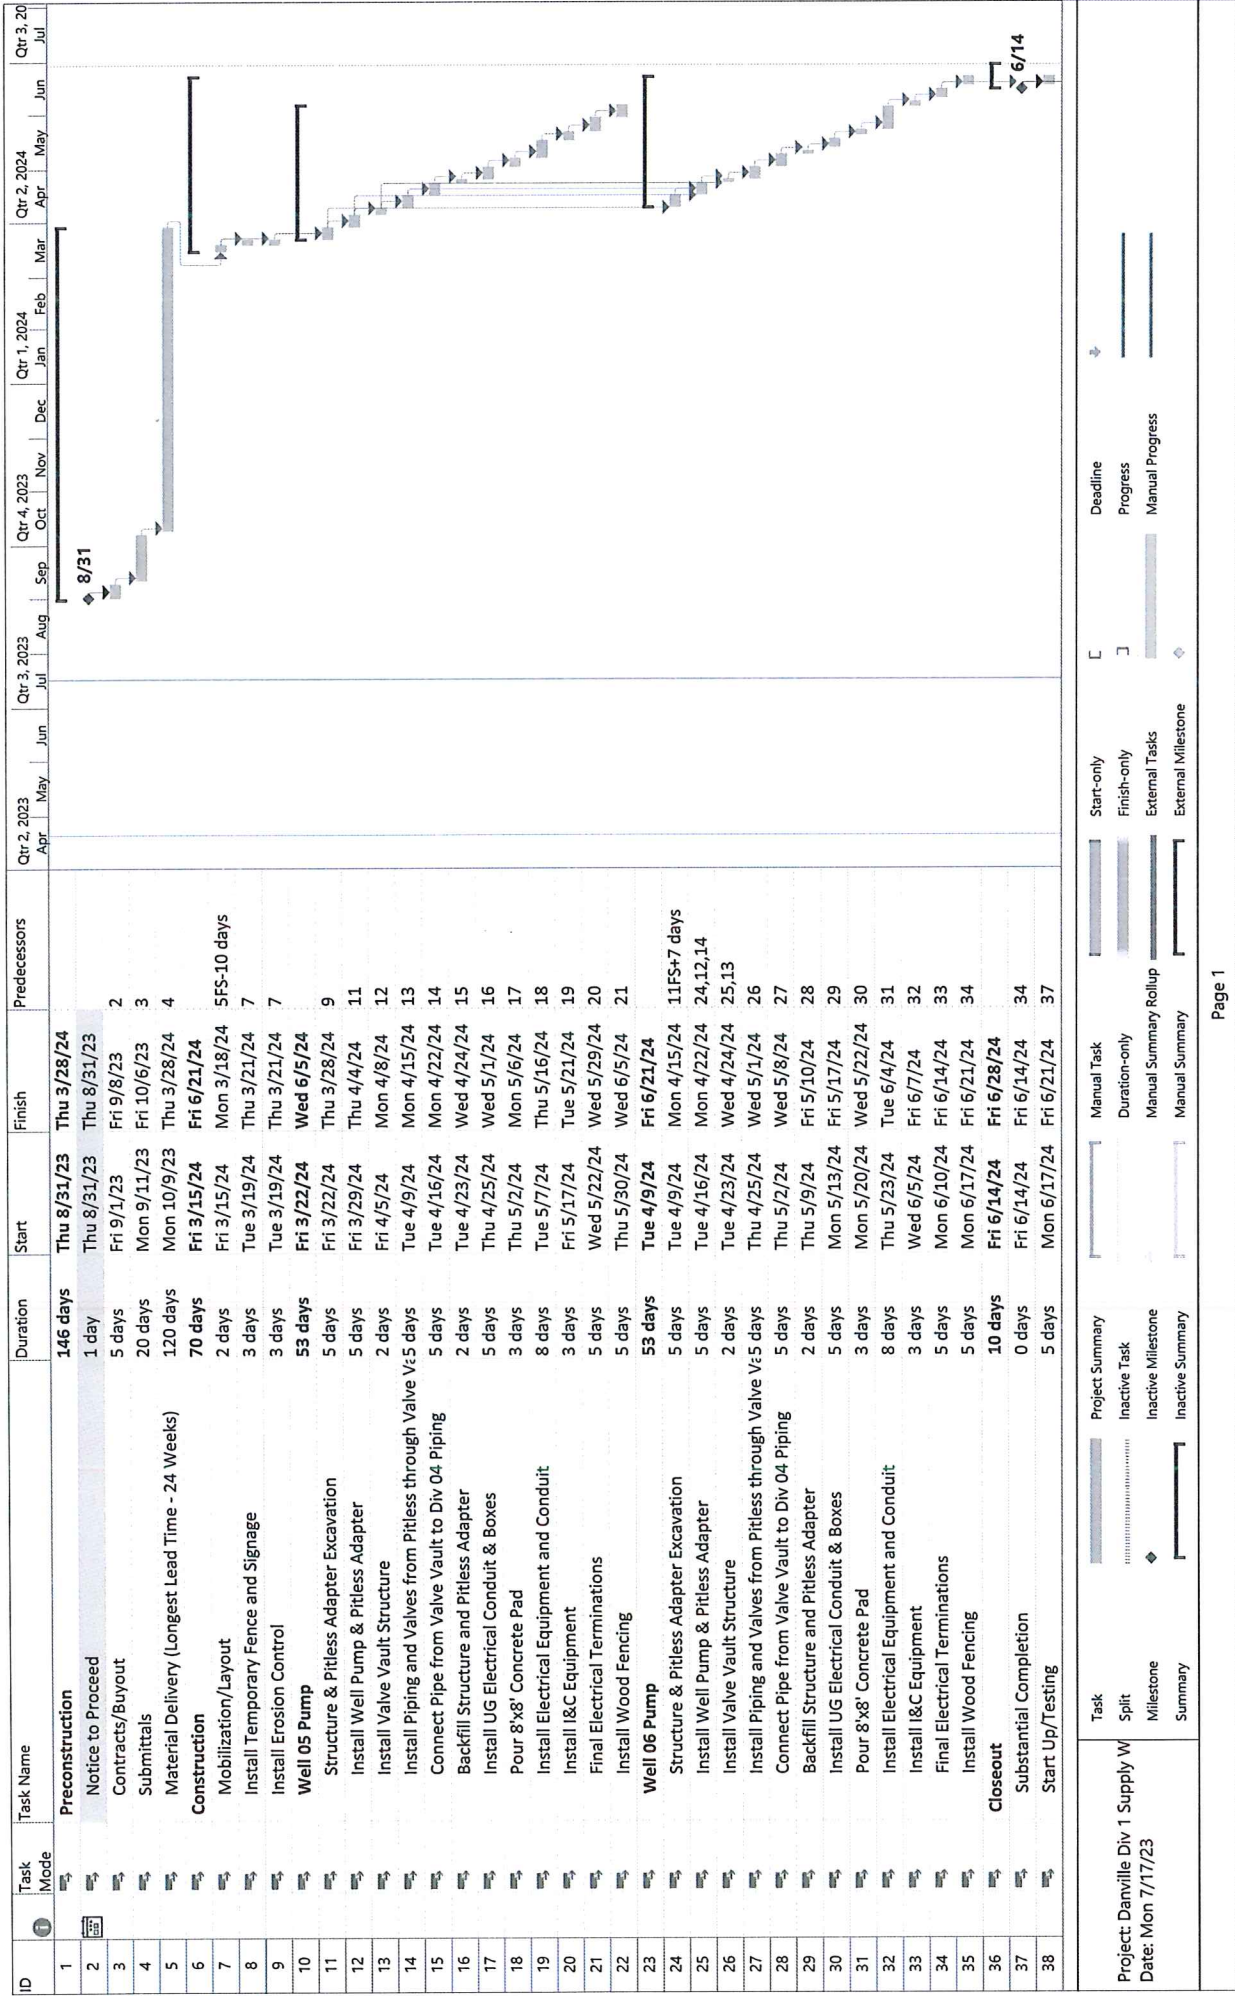 ID Task Mode Task Name Duration Start Finish Predecessors
Qtr 2, 2023 Qtr 3, 2023 Qtr 4, 2023 Qtr 1, 2024 Qtr 2, 2024 Qtr 3, 20
Apr May Jun Jul Aug Sep Oct Nov Dec Jan Feb Mar Apr May Jun Jul
1 Preconstruction 146 days Thu 8/31/23 Thu 3/28/24
2 Notice to Proceed 1 day Thu 8/31/23 Thu 8/31/23
8/31
3 Contracts/Buyout 5 days Fri 9/1/23 Fri 9/8/23 2
4 Submittals 20 days Mon 9/11/23 Fri 10/6/23 3
5 Material Delivery (Longest Lead Time - 24 Weeks) 120 days Mon 10/9/23 Thu 3/28/24 4
6 Construction 70 days Fri 3/15/24 Fri 6/21/24
7 Mobilization/Layout 2 days Fri 3/15/24 Mon 3/18/24 5FS-10 days
8 Install Temporary Fence and Signage 3 days Tue 3/19/24 Thu 3/21/24 7
9 Install Erosion Control 3 days Tue 3/19/24 Thu 3/21/24 7
10 Well 05 Pump 53 days Fri 3/22/24 Wed 6/5/24
11 Structure & Pitless Adapter Excavation 5 days Fri 3/22/24 Thu 3/28/24 9
12 Install Well Pump & Pitless Adapter 5 days Fri 3/29/24 Thu 4/4/24 11
13 Install Valve Vault Structure 2 days Fri 4/5/24 Mon 4/8/24 12
14 Install Piping and Valves from Pitless through Valve Va 5 days Tue 4/9/24 Mon 4/15/24 13
15 Connect Pipe from Valve Vault to Div 04 Piping 5 days Tue 4/16/24 Mon 4/22/24 14
16 Backfill Structure and Pitless Adapter 2 days Tue 4/23/24 Wed 4/24/24 15
17 Install UG Electrical Conduit & Boxes 5 days Thu 4/25/24 Wed 5/1/24 16
18 Pour 8'x8' Concrete Pad 3 days Thu 5/2/24 Mon 5/6/24 17
19 Install Electrical Equipment and Conduit 8 days Tue 5/7/24 Thu 5/16/24 18
20 Install I&C Equipment 3 days Fri 5/17/24 Tue 5/21/24 19
21 Final Electrical Terminations 5 days Wed 5/22/24 Wed 5/29/24 20
22 Install Wood Fencing 5 days Thu 5/30/24 Wed 6/5/24 21
23 Well 06 Pump 53 days Tue 4/9/24 Fri 6/21/24
24 Structure & Pitless Adapter Excavation 5 days Tue 4/9/24 Mon 4/15/24 11FS+7 days
25 Install Well Pump & Pitless Adapter 5 days Tue 4/16/24 Mon 4/22/24 24,12,14
26 Install Valve Vault Structure 2 days Tue 4/23/24 Wed 4/24/24 25,13
27 Install Piping and Valves from Pitless through Valve Va 5 days Thu 4/25/24 Wed 5/1/24 26
28 Connect Pipe from Valve Vault to Div 04 Piping 5 days Thu 5/2/24 Wed 5/8/24 27
29 Backfill Structure and Pitless Adapter 2 days Thu 5/9/24 Fri 5/10/24 28
30 Install UG Electrical Conduit & Boxes 5 days Mon 5/13/24 Fri 5/17/24 29
31 Pour 8'x8' Concrete Pad 3 days Mon 5/20/24 Wed 5/22/24 30
32 Install Electrical Equipment and Conduit 8 days Thu 5/23/24 Tue 6/4/24 31
33 Install I&C Equipment 3 days Wed 6/5/24 Fri 6/7/24 32
34 Final Electrical Terminations 5 days Mon 6/10/24 Fri 6/14/24 33
35 Install Wood Fencing 5 days Mon 6/17/24 Fri 6/21/24 34
36 Closeout 10 days Fri 6/14/24 Fri 6/28/24
37 Substantial Completion 0 days Fri 6/14/24 Fri 6/14/24 34
6/14
38 Start Up/Testing 5 days Mon 6/17/24 Fri 6/21/24 37
Project: Danville Div 1 Supply W
Date: Mon 7/17/23
Task Project Summary Manual Task Start-only Deadline
Split Inactive Task Duration-only Finish-only Progress
Milestone Inactive Milestone Manual Summary Rollup External Tasks Manual Progress
Summary Inactive Summary Manual Summary External Milestone
Page 1